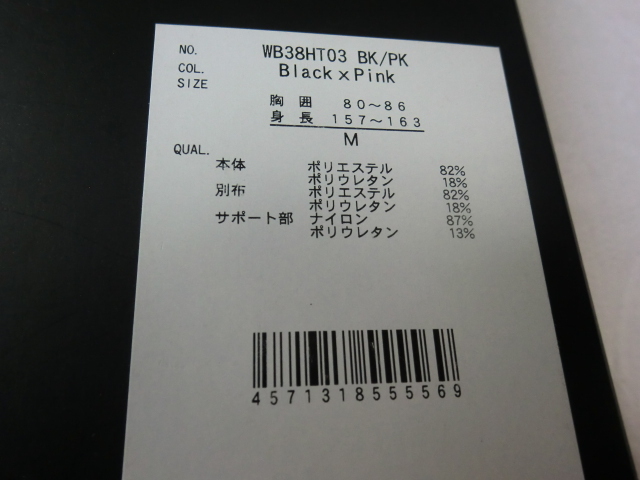 NO. WB38HT03 BK/PK
COL. Black×Pink
SIZE
胸囲 80～86
身長 157～163
M
QUAL.
本体 ポリエステル 82%
ポリウレタン 18%
別布 ポリエステル 82%
ポリウレタン 18%
サポート部 ナイロン 87%
ポリウレタン 13%
4571318555569